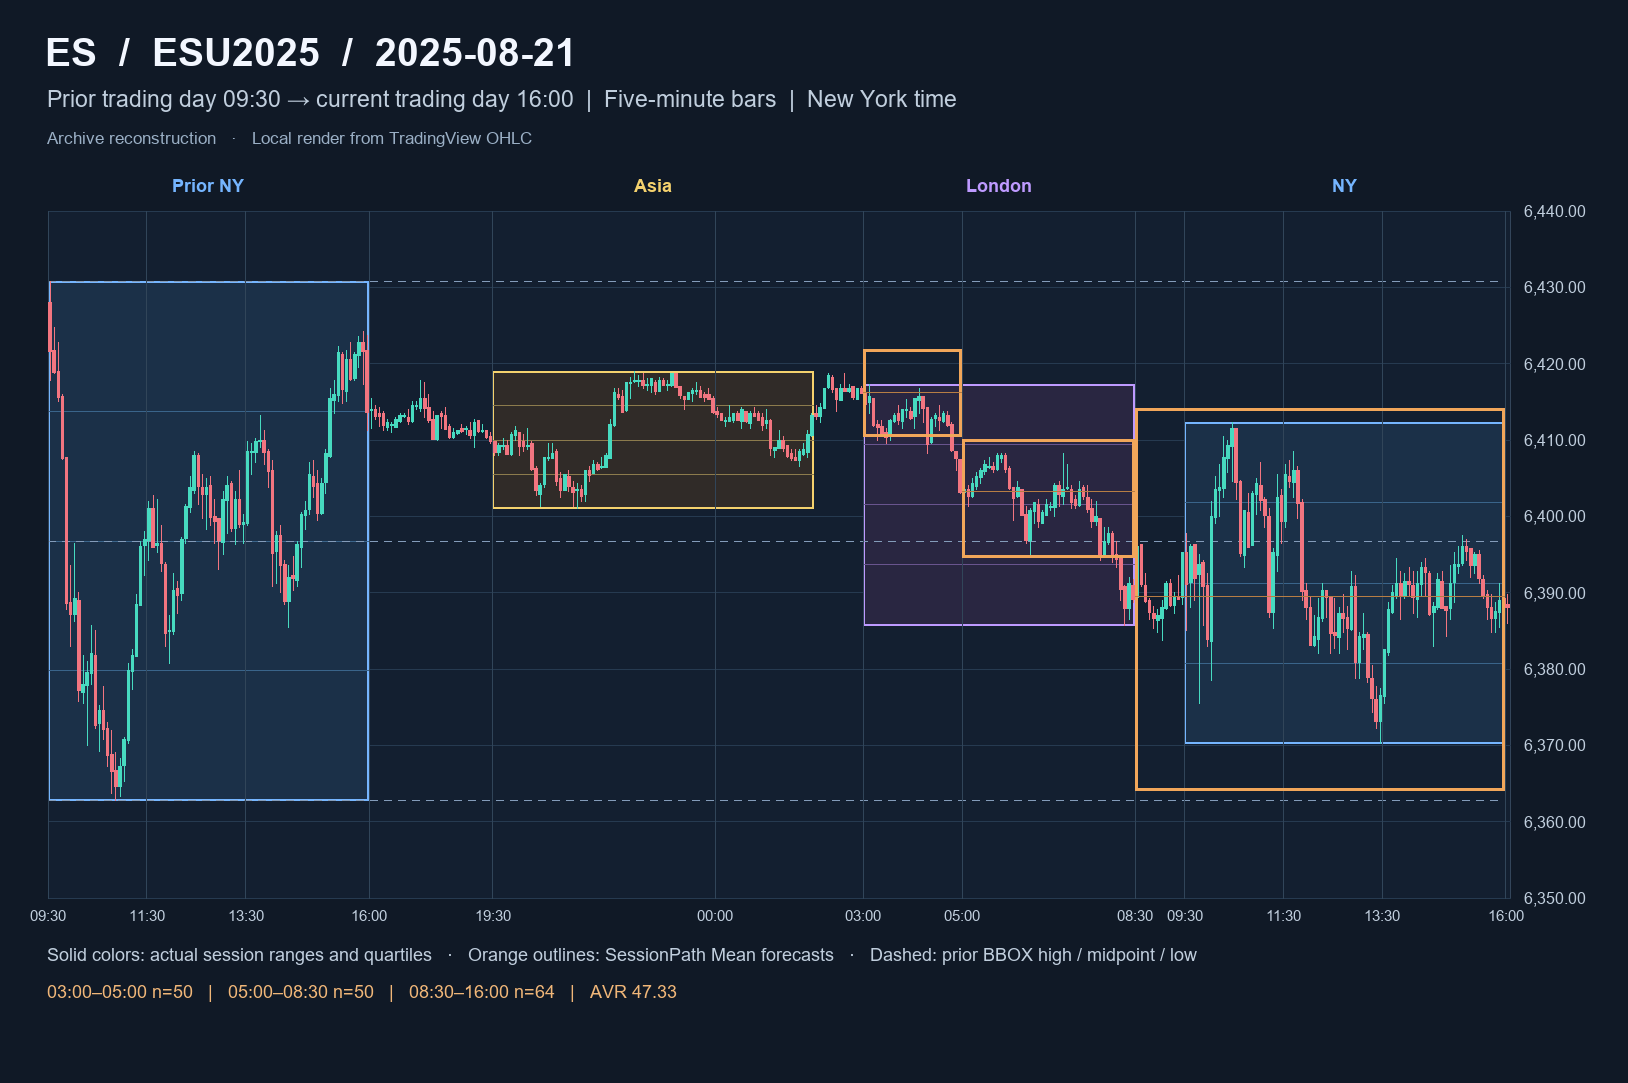 ES / ESU2025 / 2025-08-21
Prior trading day 09:30 → current trading day 16:00 | Five-minute bars | New York time
Archive reconstruction · Local render from TradingView OHLC
Prior NY Asia London NY
6,440.00
6,430.00
6,420.00
6,410.00
6,400.00
6,390.00
6,380.00
6,370.00
6,360.00
6,350.00
09:30 11:30 13:30 16:00 19:30 00:00 03:00 05:00 08:30 09:30 11:30 13:30 16:00
Solid colors: actual session ranges and quartiles · Orange outlines: SessionPath Mean forecasts · Dashed: prior BBOX high / midpoint / low
03:00–05:00 n=50 | 05:00–08:30 n=50 | 08:30–16:00 n=64 | AVR 47.33